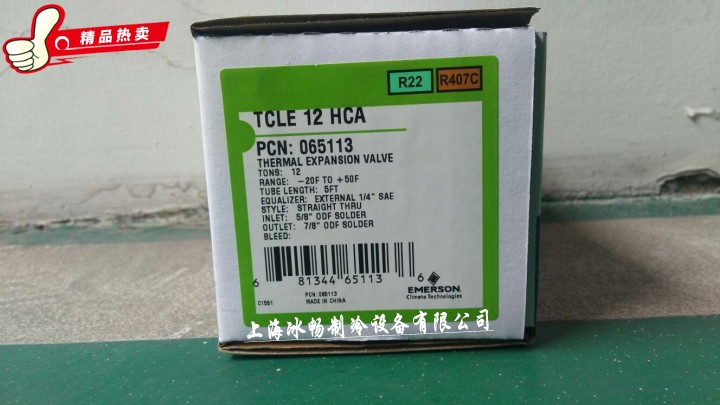 精品热卖
R22 R407C
TCLE 12 HCA
PCN: 065113
THERMAL EXPANSION VALVE
TONS: 12
RANGE: -20F TO +50F
TUBE LENGTH: 5FT
EQUALIZER: EXTERNAL 1/4" SAE
STYLE: STRAIGHT THRU
INLET: 5/8" ODF SOLDER
OUTLET: 7/8" ODF SOLDER
BLEED:
6 81344 65113 6
PCN: 065113
MADE IN CHINA
C1551
EMERSON
Climate Technologies
上海冰畅制冷设备有限公司